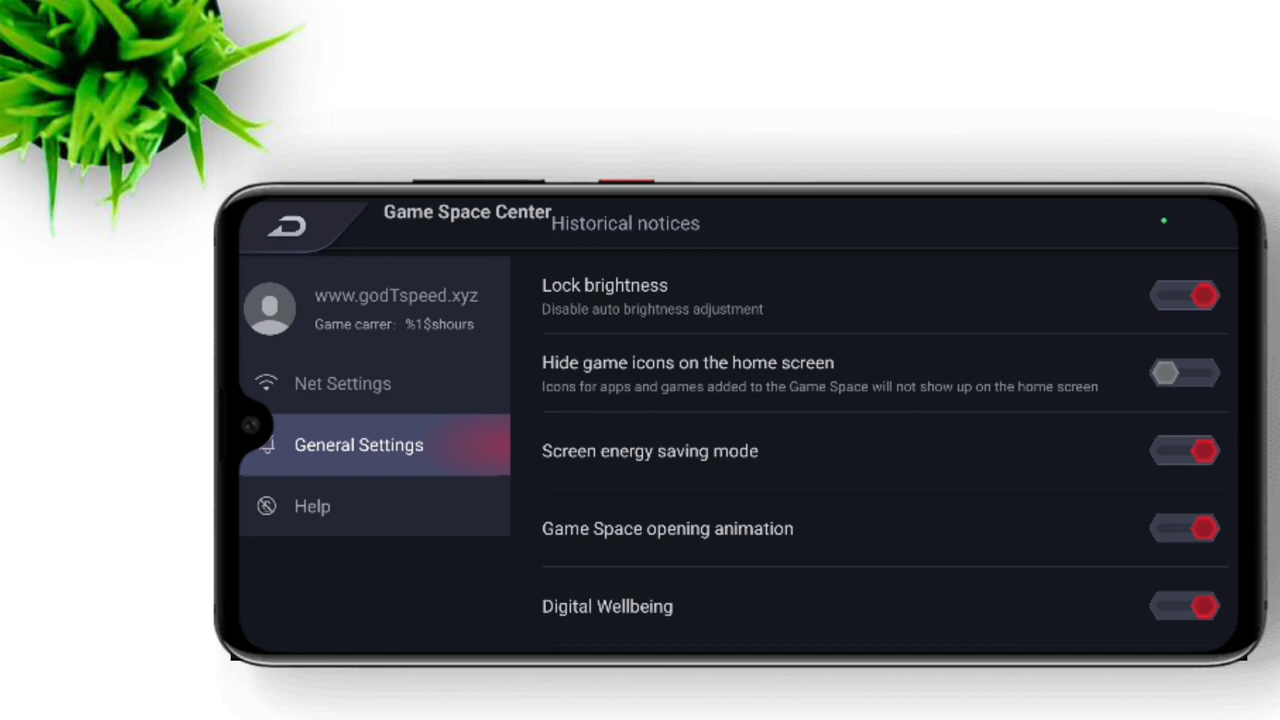 Game Space Center
Historical notices
www.godTspeed.xyz
Game carrer: %1$shours
Net Settings
General Settings
Help
Lock brightness
Disable auto brightness adjustment
Hide game icons on the home screen
Icons for apps and games added to the Game Space will not show up on the home screen
Screen energy saving mode
Game Space opening animation
Digital Wellbeing